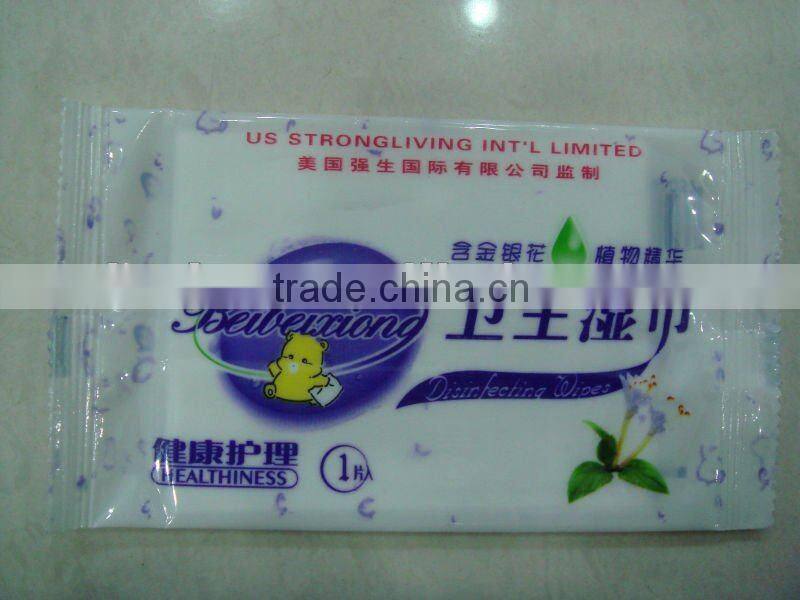 US STRONGLIVING INT'L LIMITED
美国强生国际有限公司监制
含金银花 植物精华
trade.china.cn
Beibeixiong
卫生湿巾
Disinfecting Wipes
健康护理
HEALTHINESS
1片入